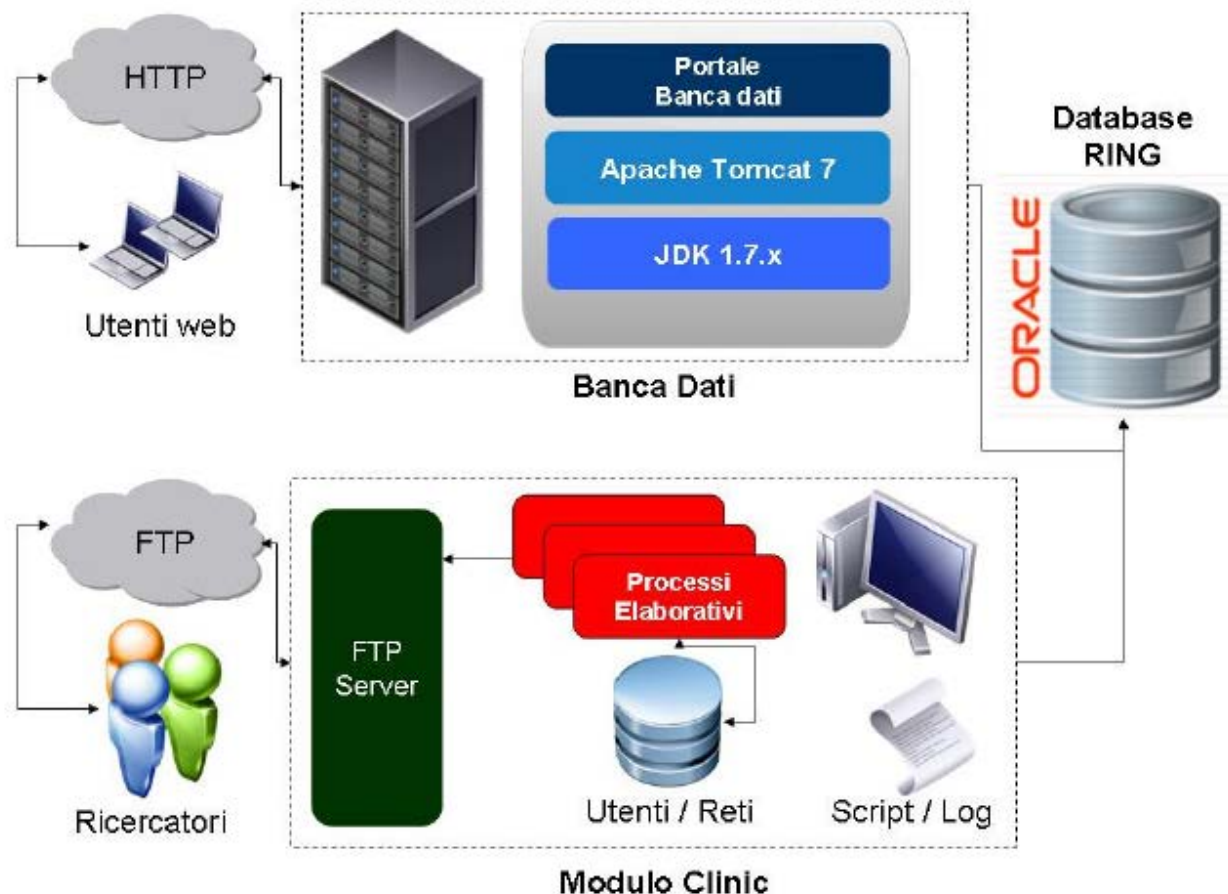 HTTP
Utenti web
Portale
Banca dati
Apache Tomcat 7
JDK 1.7.x
Banca Dati
Database
RING
ORACLE
FTP
Ricercatori
FTP
Server
Processi
Elaborativi
Utenti / Reti
Script / Log
Modulo Clinic